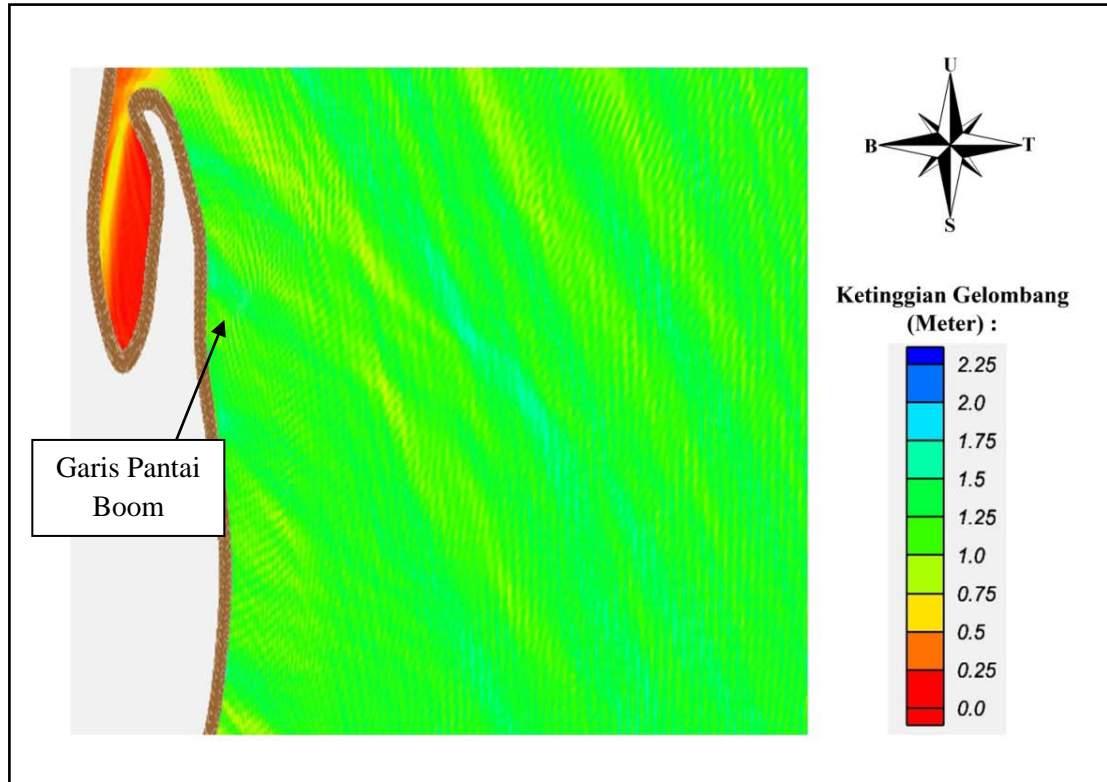 U
B
T
S
Ketinggian Gelombang
(Meter) :
2.25
2.0
1.75
1.5
1.25
1.0
0.75
0.5
0.25
0.0
Garis Pantai
Boom